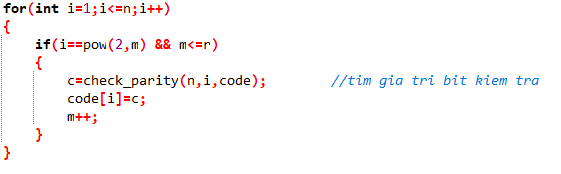 for(int i=1;i<=n;i++)
{
if(i==pow(2,m) && m<=r)
{
c=check_parity(n,i,code); //tim gia tri bit kiem tra
code[i]=c;
m++;
}
}